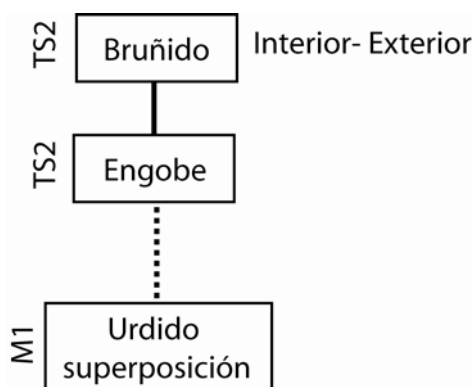 TS2
Bruñido
Interior- Exterior
TS2
Engobe
M1
Urdido
superposición